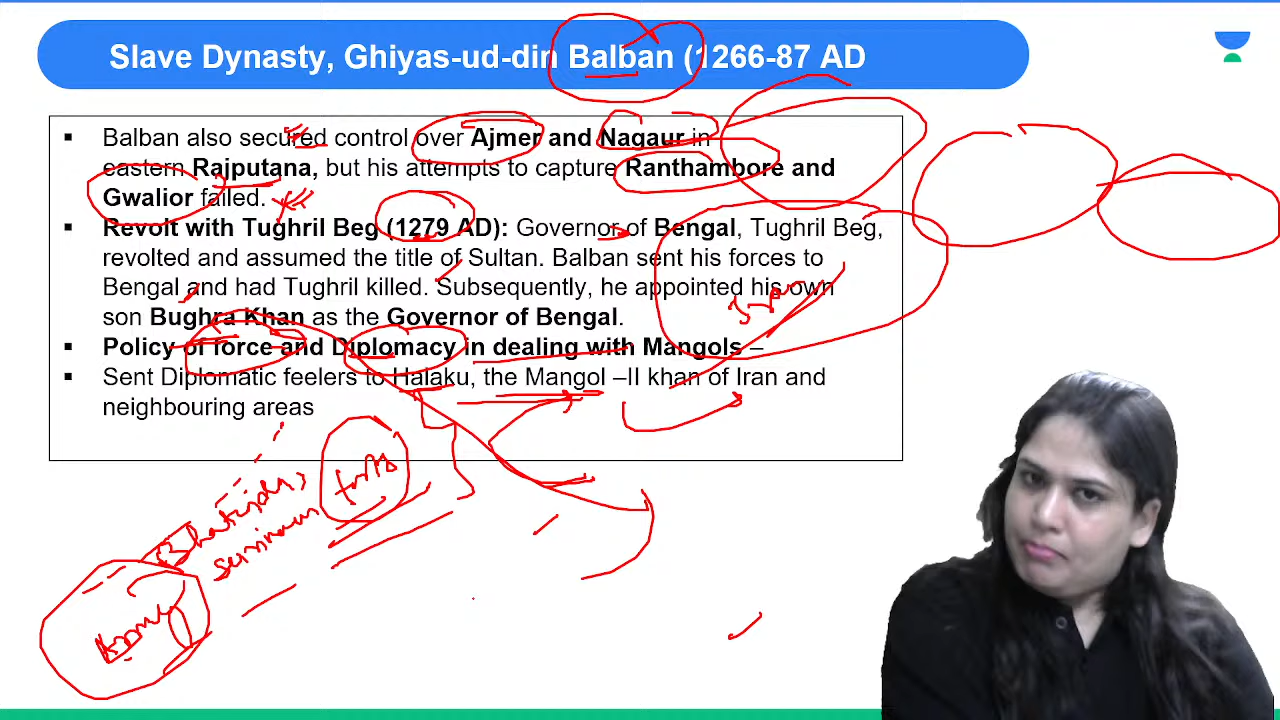 Slave Dynasty, Ghiyas-ud-din Balban (1266-87 AD
▪ Balban also secured control over Ajmer and Nagaur in
eastern Rajputana, but his attempts to capture Ranthambore and
Gwalior failed.
▪ Revolt with Tughril Beg (1279 AD): Governor of Bengal, Tughril Beg,
revolted and assumed the title of Sultan. Balban sent his forces to
Bengal and had Tughril killed. Subsequently, he appointed his own
son Bughra Khan as the Governor of Bengal.
▪ Policy of force and Diplomacy in dealing with Mangols –
▪ Sent Diplomatic feelers to Halaku, the Mangol –II khan of Iran and
neighbouring areas
forts
Bhatinda,
Army